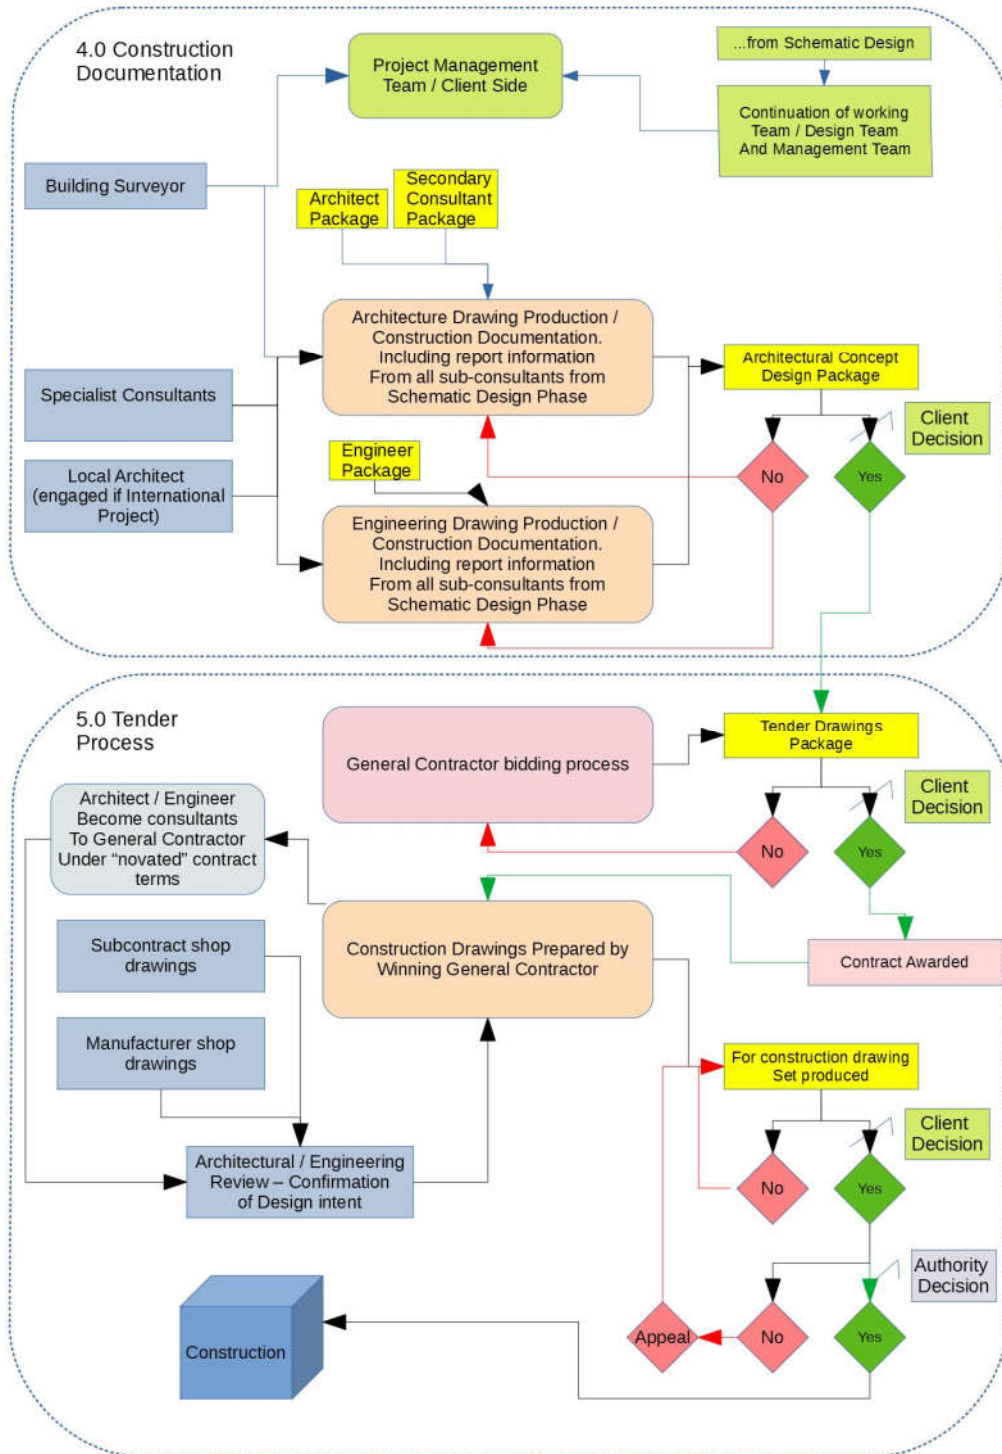 4.0 Construction
Documentation
Project Management
Team / Client Side
...from Schematic Design
Continuation of working
Team / Design Team
And Management Team
Building Surveyor
Architect
Package
Secondary
Consultant
Package
Architecture Drawing Production /
Construction Documentation.
Including report information
From all sub-consultants from
Schematic Design Phase
Architectural Concept
Design Package
Specialist Consultants
Client
Decision
Engineer
Package
No
Yes
Local Architect
(engaged if International
Project)
Engineering Drawing Production /
Construction Documentation.
Including report information
From all sub-consultants from
Schematic Design Phase
5.0 Tender
Process
General Contractor bidding process
Tender Drawings
Package
Client
Decision
Architect / Engineer
Become consultants
To General Contractor
Under “novated” contract
terms
No
Yes
Subcontract shop
drawings
Construction Drawings Prepared by
Winning General Contractor
Contract Awarded
Manufacturer shop
drawings
For construction drawing
Set produced
Client
Decision
Architectural / Engineering
Review – Confirmation
of Design intent
No
Yes
Authority
Decision
Construction
Appeal
No
Yes